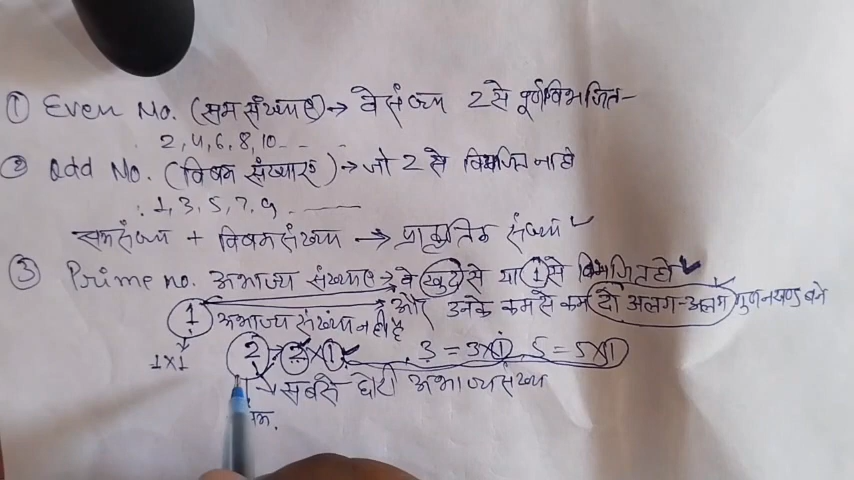 ① Even No. (सम संख्याएं) → वे संख्या 2 से पूर्ण विभाजित-
2, 4, 6, 8, 10 - - -
② Odd No. (विषम संख्याएं) → जो 2 से विभाजित ना हो
: 1, 3, 5, 7, 9, -----
समसंख्या + विषमसंख्या → प्राकृतिक संख्या ✓
③ Prime no. अभाज्य संख्याएं → वे खुद से या 1 से विभाजित हो ✓
और उनके कम से कम दो अलग-अलग गुणनखण्ड बने
1 अभाज्य संख्या नहीं है
1×1
2 = 2×1, 3 = 3×1, 5 = 5×1
→ सबसे छोटी अभाज्य संख्या
सम.